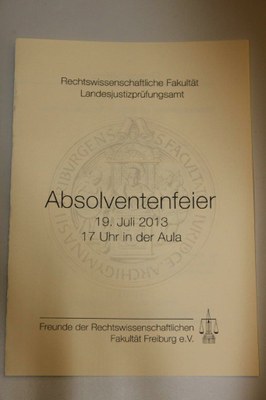 Rechtswissenschaftliche Fakultät
Landesjustizprüfungsamt
Absolventenfeier
19. Juli 2013
17 Uhr in der Aula
Freunde der Rechtswissenschaftlichen
Fakultät Freiburg e.V.